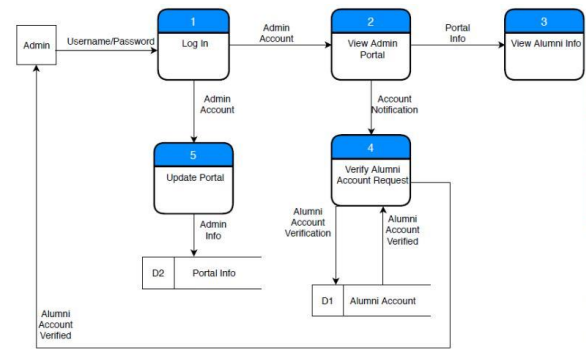 1
Log In
2
View Admin
Portal
3
View Alumni Info
Admin
Username/Password
Admin
Account
Portal
Info
Admin
Account
Account
Notification
5
Update Portal
4
Verify Alumni
Account Request
Admin
Info
Alumni
Account
Verification
Alumni
Account
Verified
D2
Portal Info
D1
Alumni Account
Alumni
Account
Verified